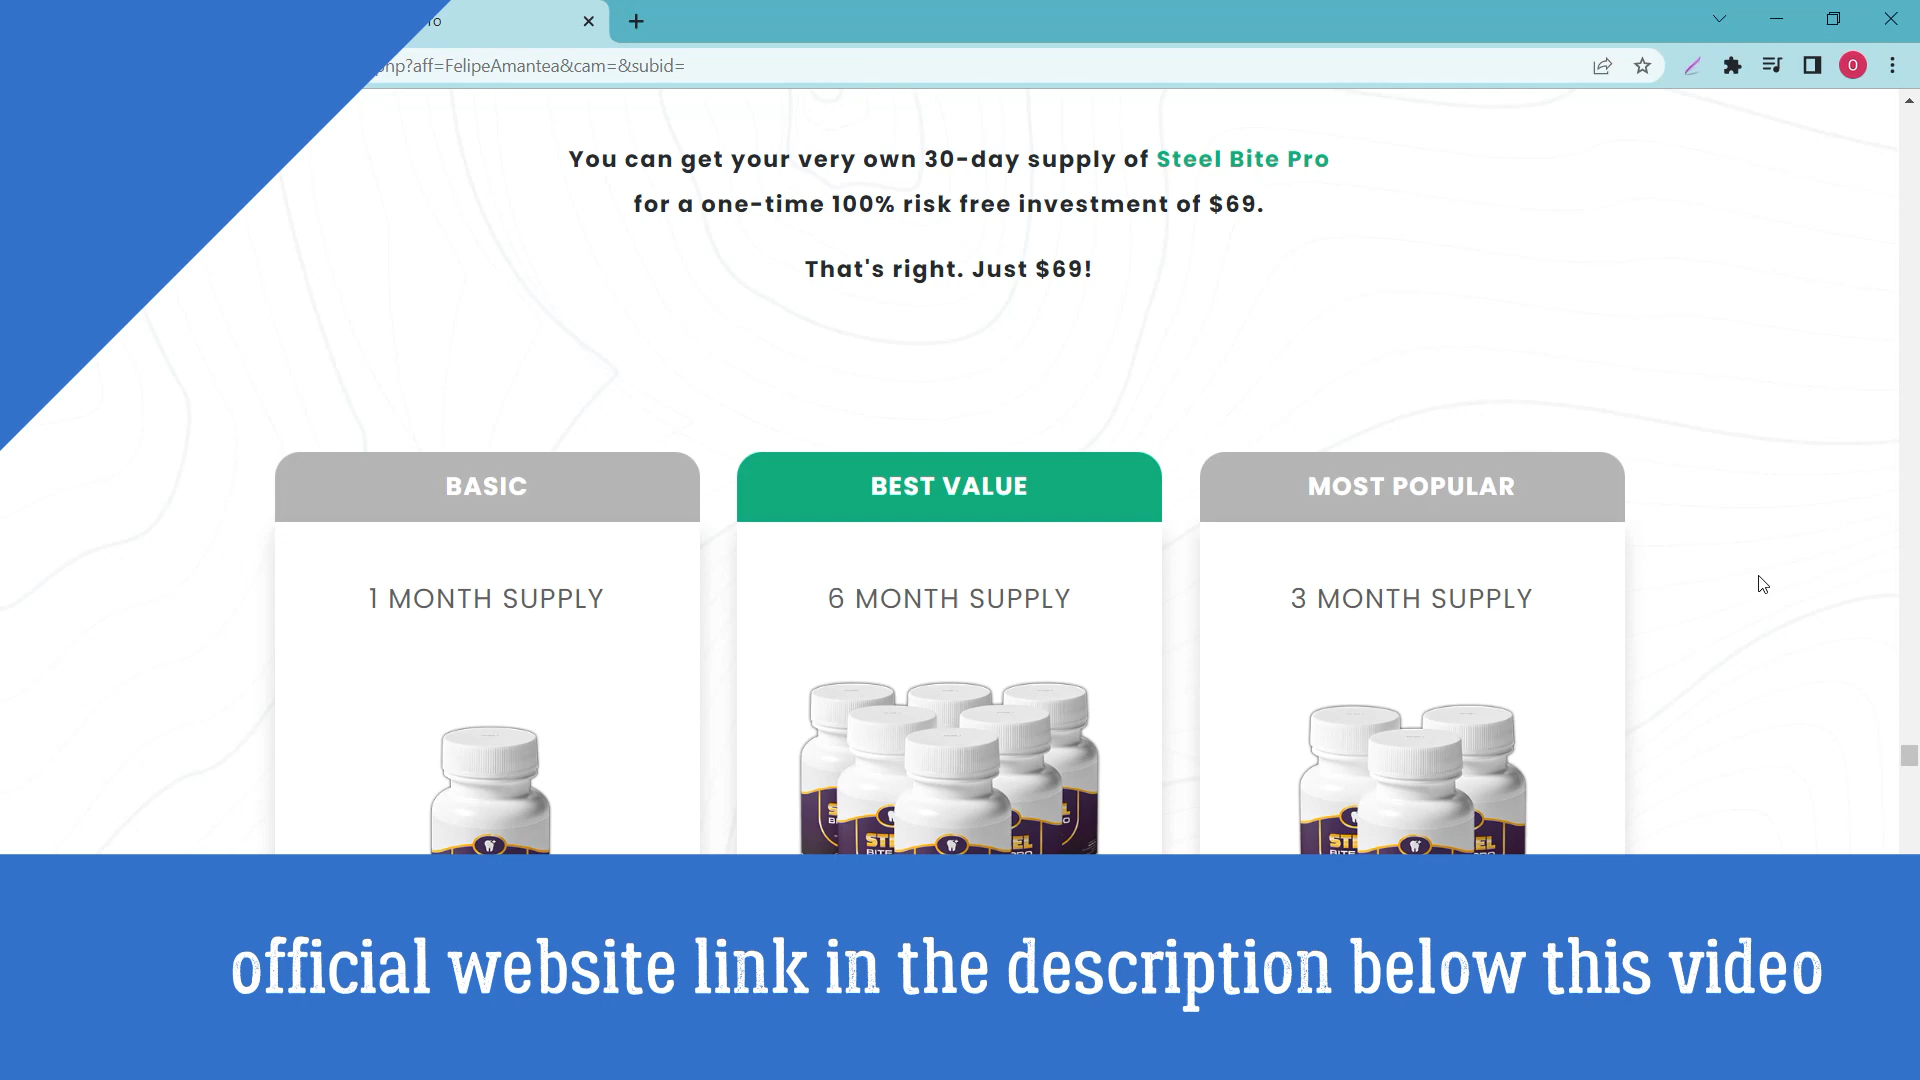 ro
php?aff=FelipeAmantea&cam=&subid=
O
You can get your very own 30-day supply of Steel Bite Pro
for a one-time 100% risk free investment of $69.
That's right. Just $69!
BASIC
BEST VALUE
MOST POPULAR
1 MONTH SUPPLY
6 MONTH SUPPLY
3 MONTH SUPPLY
official website link in the description below this video